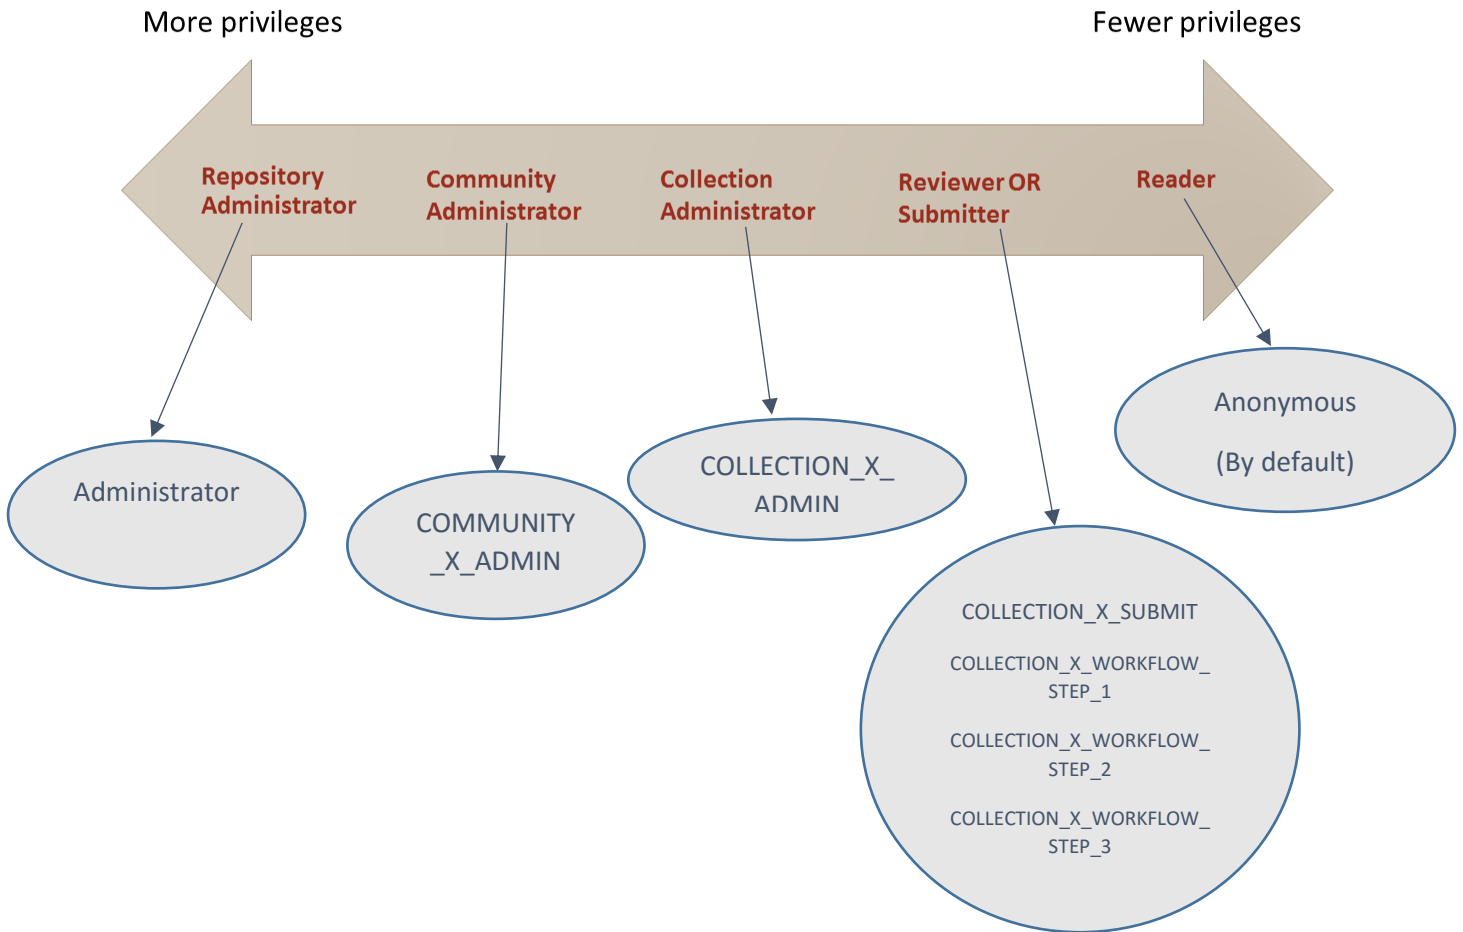 More privileges
Fewer privileges
Repository
Administrator
Community
Administrator
Collection
Administrator
Reviewer OR
Submitter
Reader
Administrator
COMMUNITY
_X_ADMIN
COLLECTION_X_
ADMIN
Anonymous
(By default)
COLLECTION_X_SUBMIT
COLLECTION_X_WORKFLOW_
STEP_1
COLLECTION_X_WORKFLOW_
STEP_2
COLLECTION_X_WORKFLOW_
STEP_3